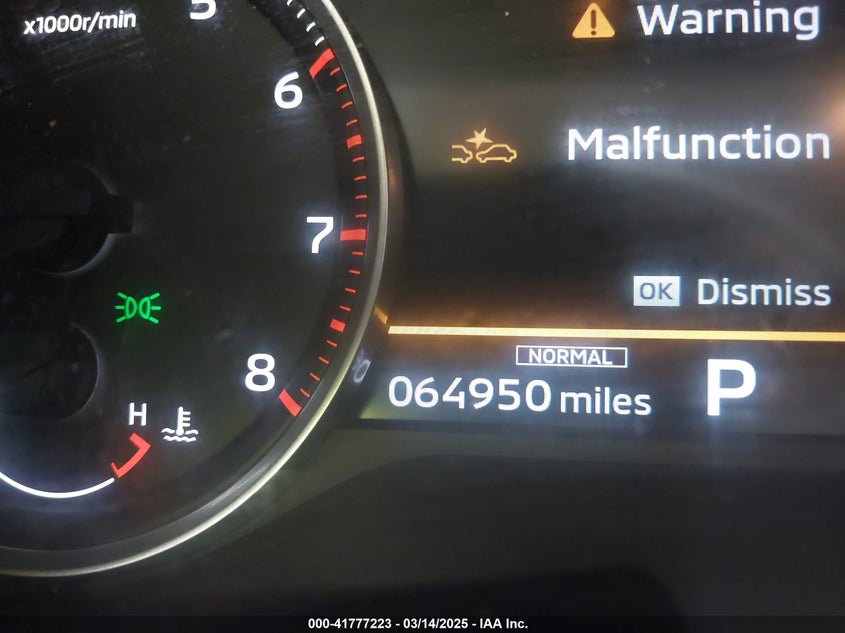 x1000r/min
5
6
7
8
H
Warning
Malfunction
OK Dismiss
NORMAL
064950 miles
P
000-41777223 - 03/14/2025 - IAA Inc.